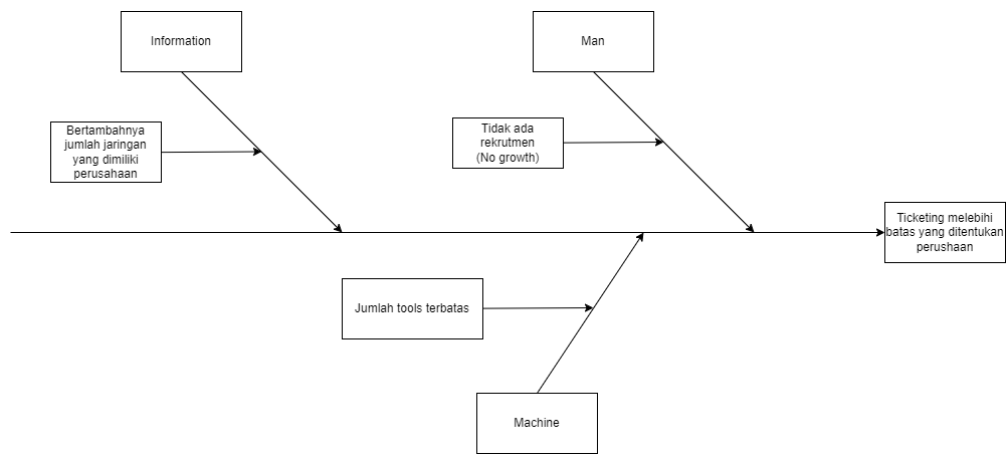 Information
Man
Bertambahnya
jumlah jaringan
yang dimiliki
perusahaan
Tidak ada
rekrutmen
(No growth)
Ticketing melebihi
batas yang ditentukan
perushaan
Jumlah tools terbatas
Machine